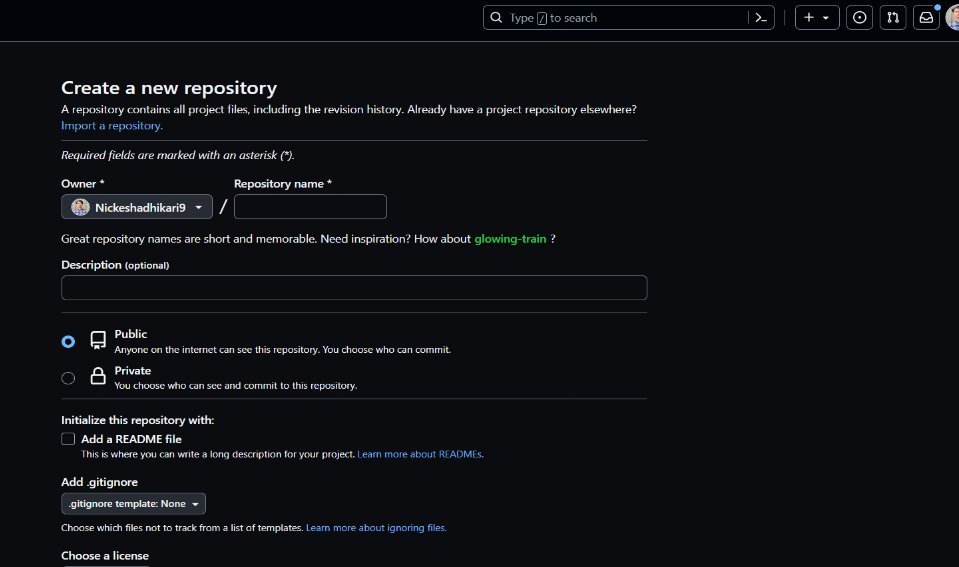 Type / to search
Create a new repository
A repository contains all project files, including the revision history. Already have a project repository elsewhere?
Import a repository.
Required fields are marked with an asterisk (*).
Owner * Repository name *
Nickeshadhikari9 /
Great repository names are short and memorable. Need inspiration? How about glowing-train ?
Description (optional)
Public
Anyone on the internet can see this repository. You choose who can commit.
Private
You choose who can see and commit to this repository.
Initialize this repository with:
Add a README file
This is where you can write a long description for your project. Learn more about READMEs.
Add .gitignore
.gitignore template: None
Choose which files not to track from a list of templates. Learn more about ignoring files.
Choose a license